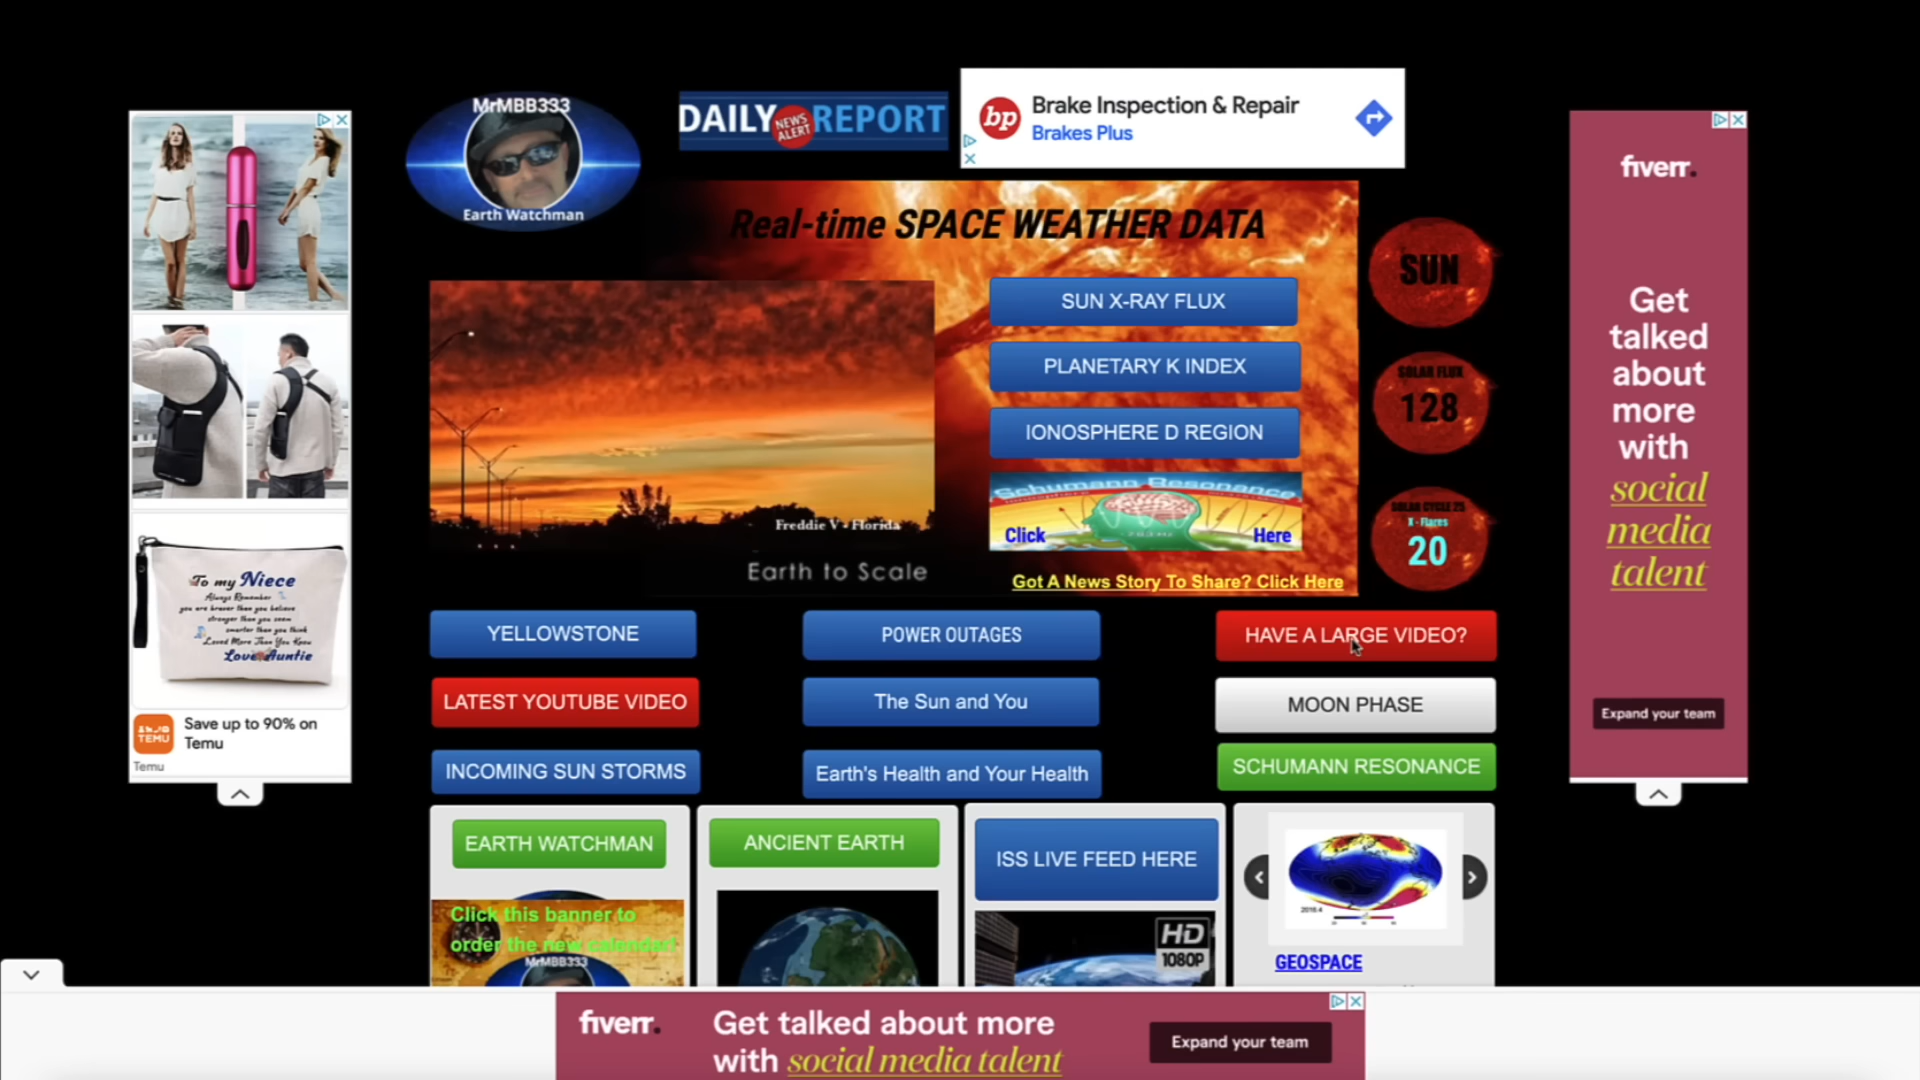 MrMBB333
Earth Watchman
DAILY NEWS ALERT REPORT
bp
Brake Inspection & Repair
Brakes Plus
Real-time SPACE WEATHER DATA
SUN X-RAY FLUX
PLANETARY K INDEX
IONOSPHERE D REGION
Schumann Resonance
Click Here
Got A News Story To Share? Click Here
Freddie V - Florida
Earth to Scale
SUN
SOLAR FLUX
128
SOLAR CYCLE 25
X - Flares
20
To my Niece
Always Remember
you are braver than you believe
stronger than you seem
smarter than you think
Loved More Than You Know
Love Auntie
TEMU
Save up to 90% on
Temu
Temu
fiverr.
Get
talked
about
more
with
social
media
talent
Expand your team
YELLOWSTONE
POWER OUTAGES
HAVE A LARGE VIDEO?
LATEST YOUTUBE VIDEO
The Sun and You
MOON PHASE
INCOMING SUN STORMS
Earth's Health and Your Health
SCHUMANN RESONANCE
EARTH WATCHMAN
ANCIENT EARTH
ISS LIVE FEED HERE
Click this banner to
order the new calendar!
MrMBB333
HD
1080P
2016.4
GEOSPACE
fiverr.
Get talked about more
with social media talent
Expand your team